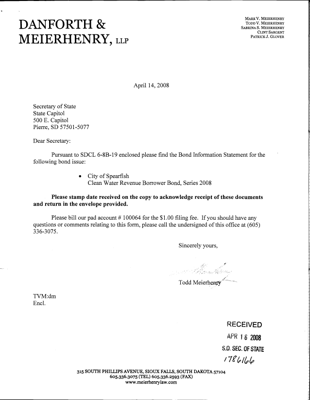 DANFORTH &
MEIERHENRY, LLP
MARK V. MEIERHENRY
TODD V. MEIERHENRY
SABRINA S. MEIERHENRY
CLINT SARGENT
PATRICK J. GLOVER
April 14, 2008
Secretary of State
State Capitol
500 E. Capitol
Pierre, SD 57501-5077
Dear Secretary:
Pursuant to SDCL 6-8B-19 enclosed please find the Bond Information Statement for the
following bond issue:
• City of Spearfish
Clean Water Revenue Borrower Bond, Series 2008
Please stamp date received on the copy to acknowledge receipt of these documents
and return in the envelope provided.
Please bill our pad account # 100064 for the $1.00 filing fee. If you should have any
questions or comments relating to this form, please call the undersigned of this office at (605)
336-3075.
Sincerely yours,
Todd Meierhenry
TVM:dm
Encl.
RECEIVED
APR 16 2008
S.D. SEC. OF STATE
1786166
315 SOUTH PHILLIPS AVENUE, SIOUX FALLS, SOUTH DAKOTA 57104
605.336.3075 (TEL) 605.336.2593 (FAX)
www.meierhenrylaw.com